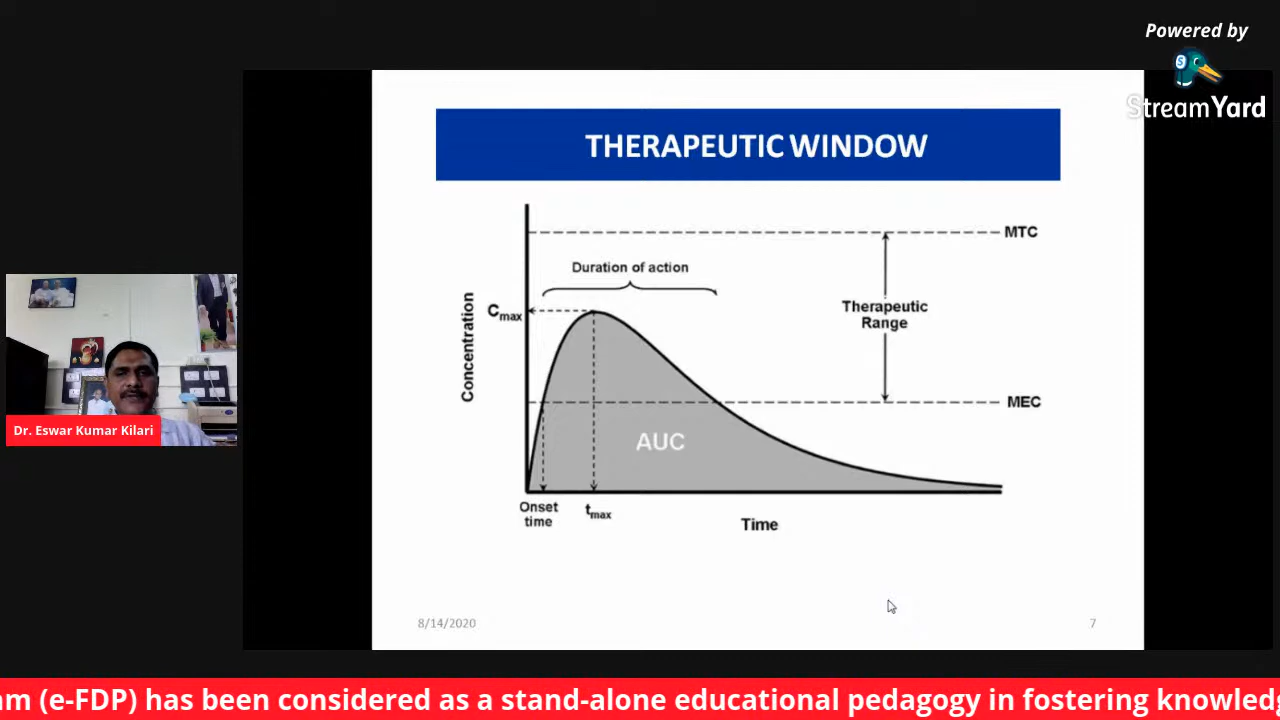 Powered by
StreamYard
THERAPEUTIC WINDOW
MTC
Duration of action
Cmax
Therapeutic
Range
Concentration
MEC
AUC
Onset
time
tmax
Time
8/14/2020
7
Dr. Eswar Kumar Kilari
(e-FDP) has been considered as a stand-alone educational pedagogy in fostering